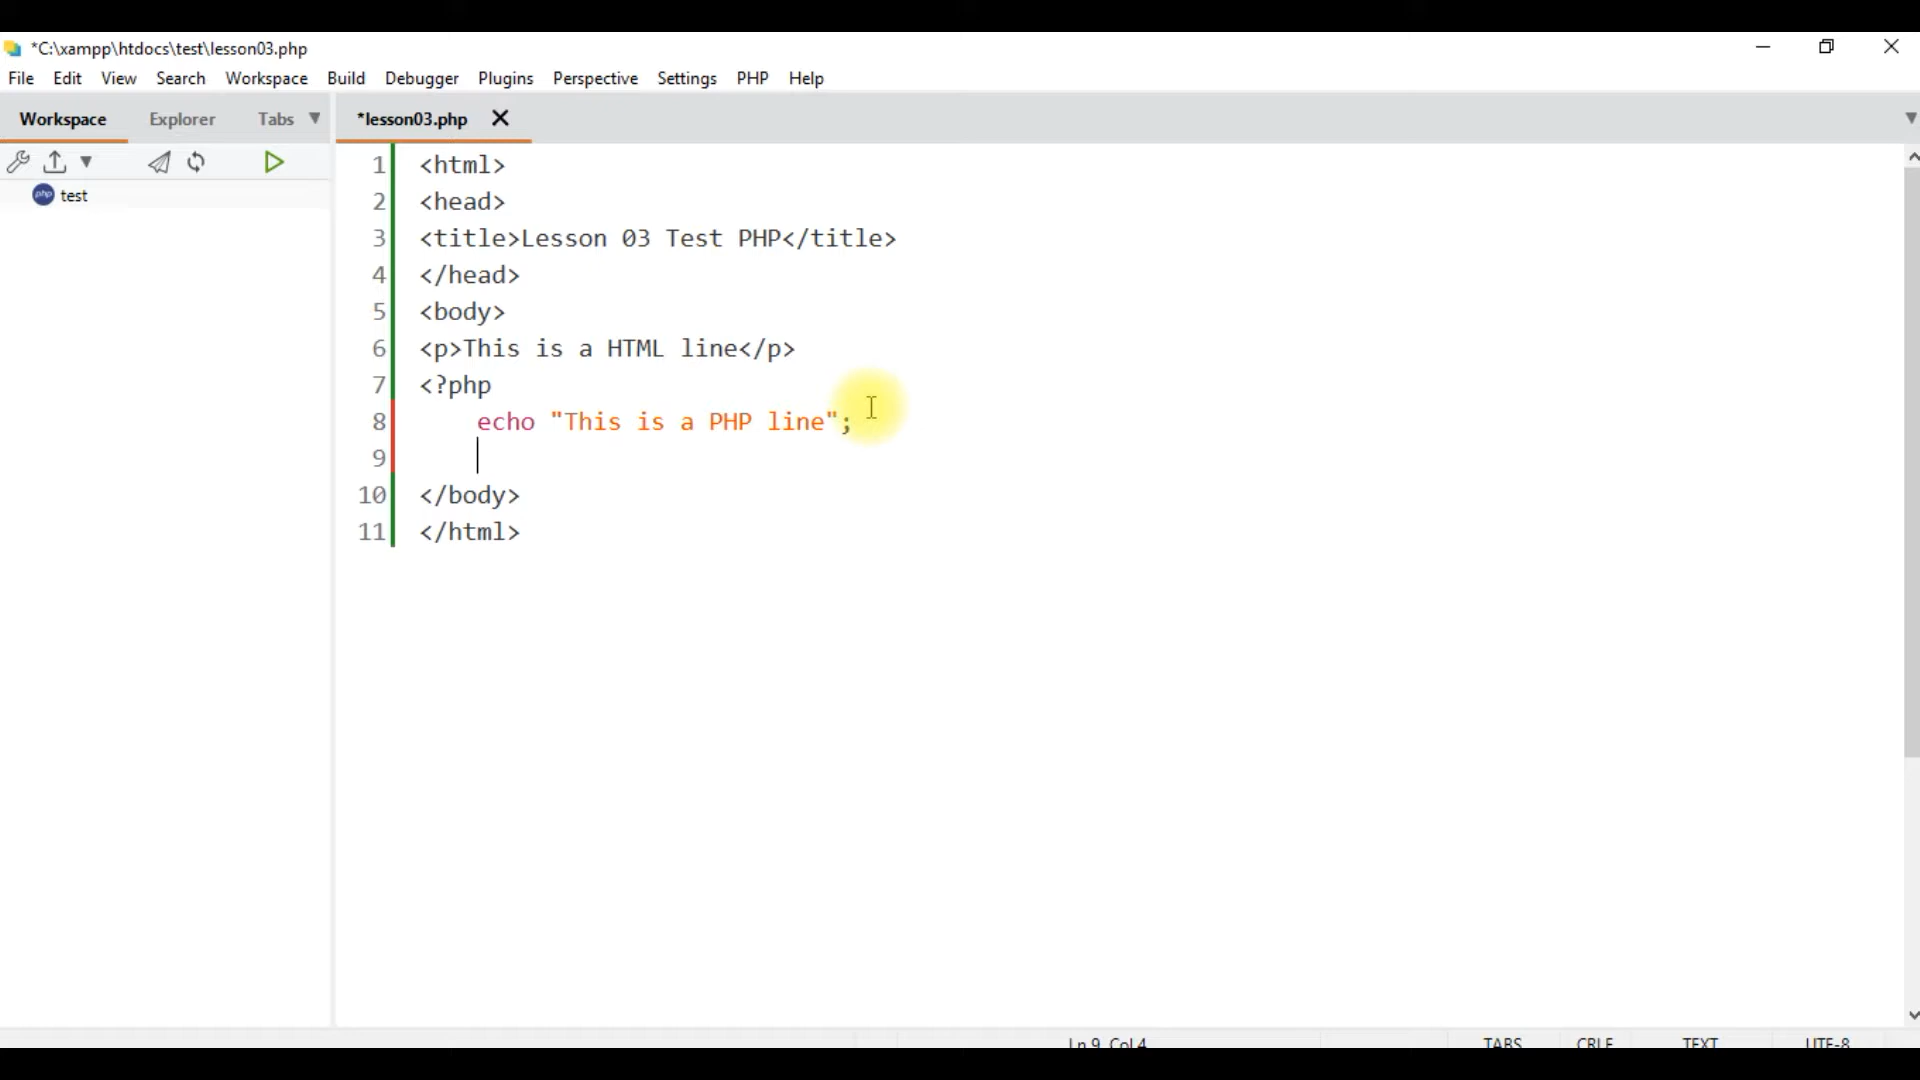 *C:\xampp\htdocs\test\lesson03.php
File Edit View Search Workspace Build Debugger Plugins Perspective Settings PHP Help
Workspace Explorer Tabs *lesson03.php
php test
1 <html>
2 <head>
3 <title>Lesson 03 Test PHP</title>
4 </head>
5 <body>
6 <p>This is a HTML line</p>
7 <?php
8 echo "This is a PHP line";
9
10 </body>
11 </html>
Ln 9, Col 4 TABS CRLF TEXT UTF-8